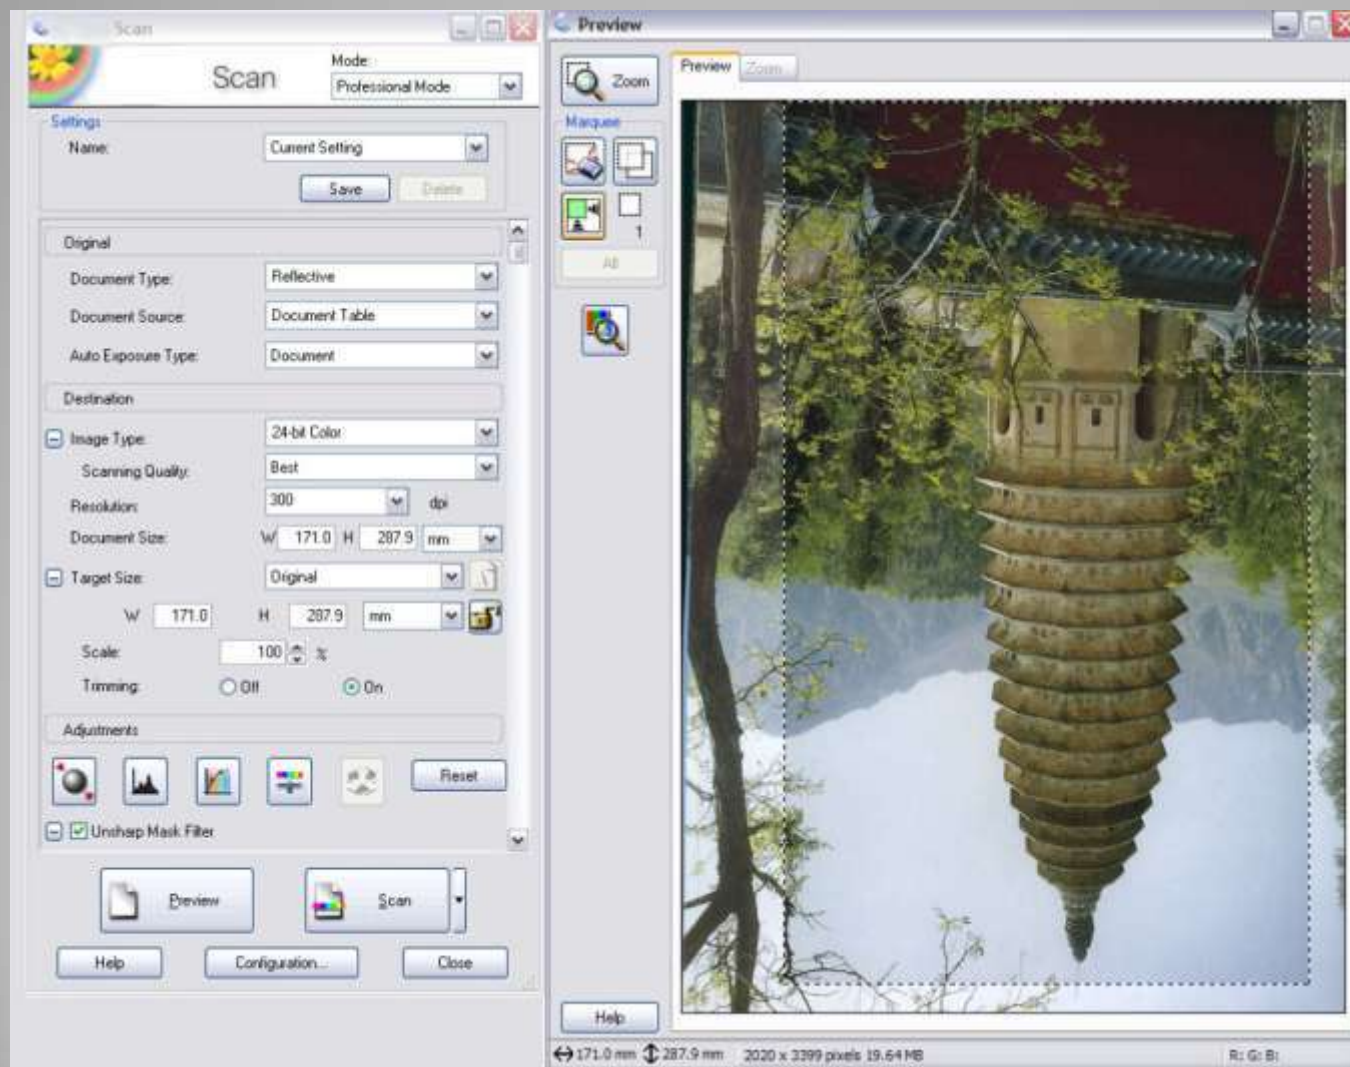 Scan
Scan
Mode:
Professional Mode
Settings
Name:
Current Setting
Save
Delete
Original
Document Type:
Reflective
Document Source:
Document Table
Auto Exposure Type:
Document
Destination
Image Type:
24-bit Color
Scanning Quality:
Best
Resolution:
300
dpi
Document Size:
W 171.0 H 287.9 mm
Target Size:
Original
W 171.0 H 287.9 mm
Scale:
100 %
Trimming:
Off
On
Adjustments
Reset
Unsharp Mask Filter
Preview
Scan
Help
Configuration...
Close
Preview
Zoom
Marquee
1
All
Help
Preview
Zoom
171.0 mm 287.9 mm 2020 x 3399 pixels 19.64 MB
R: G: B: